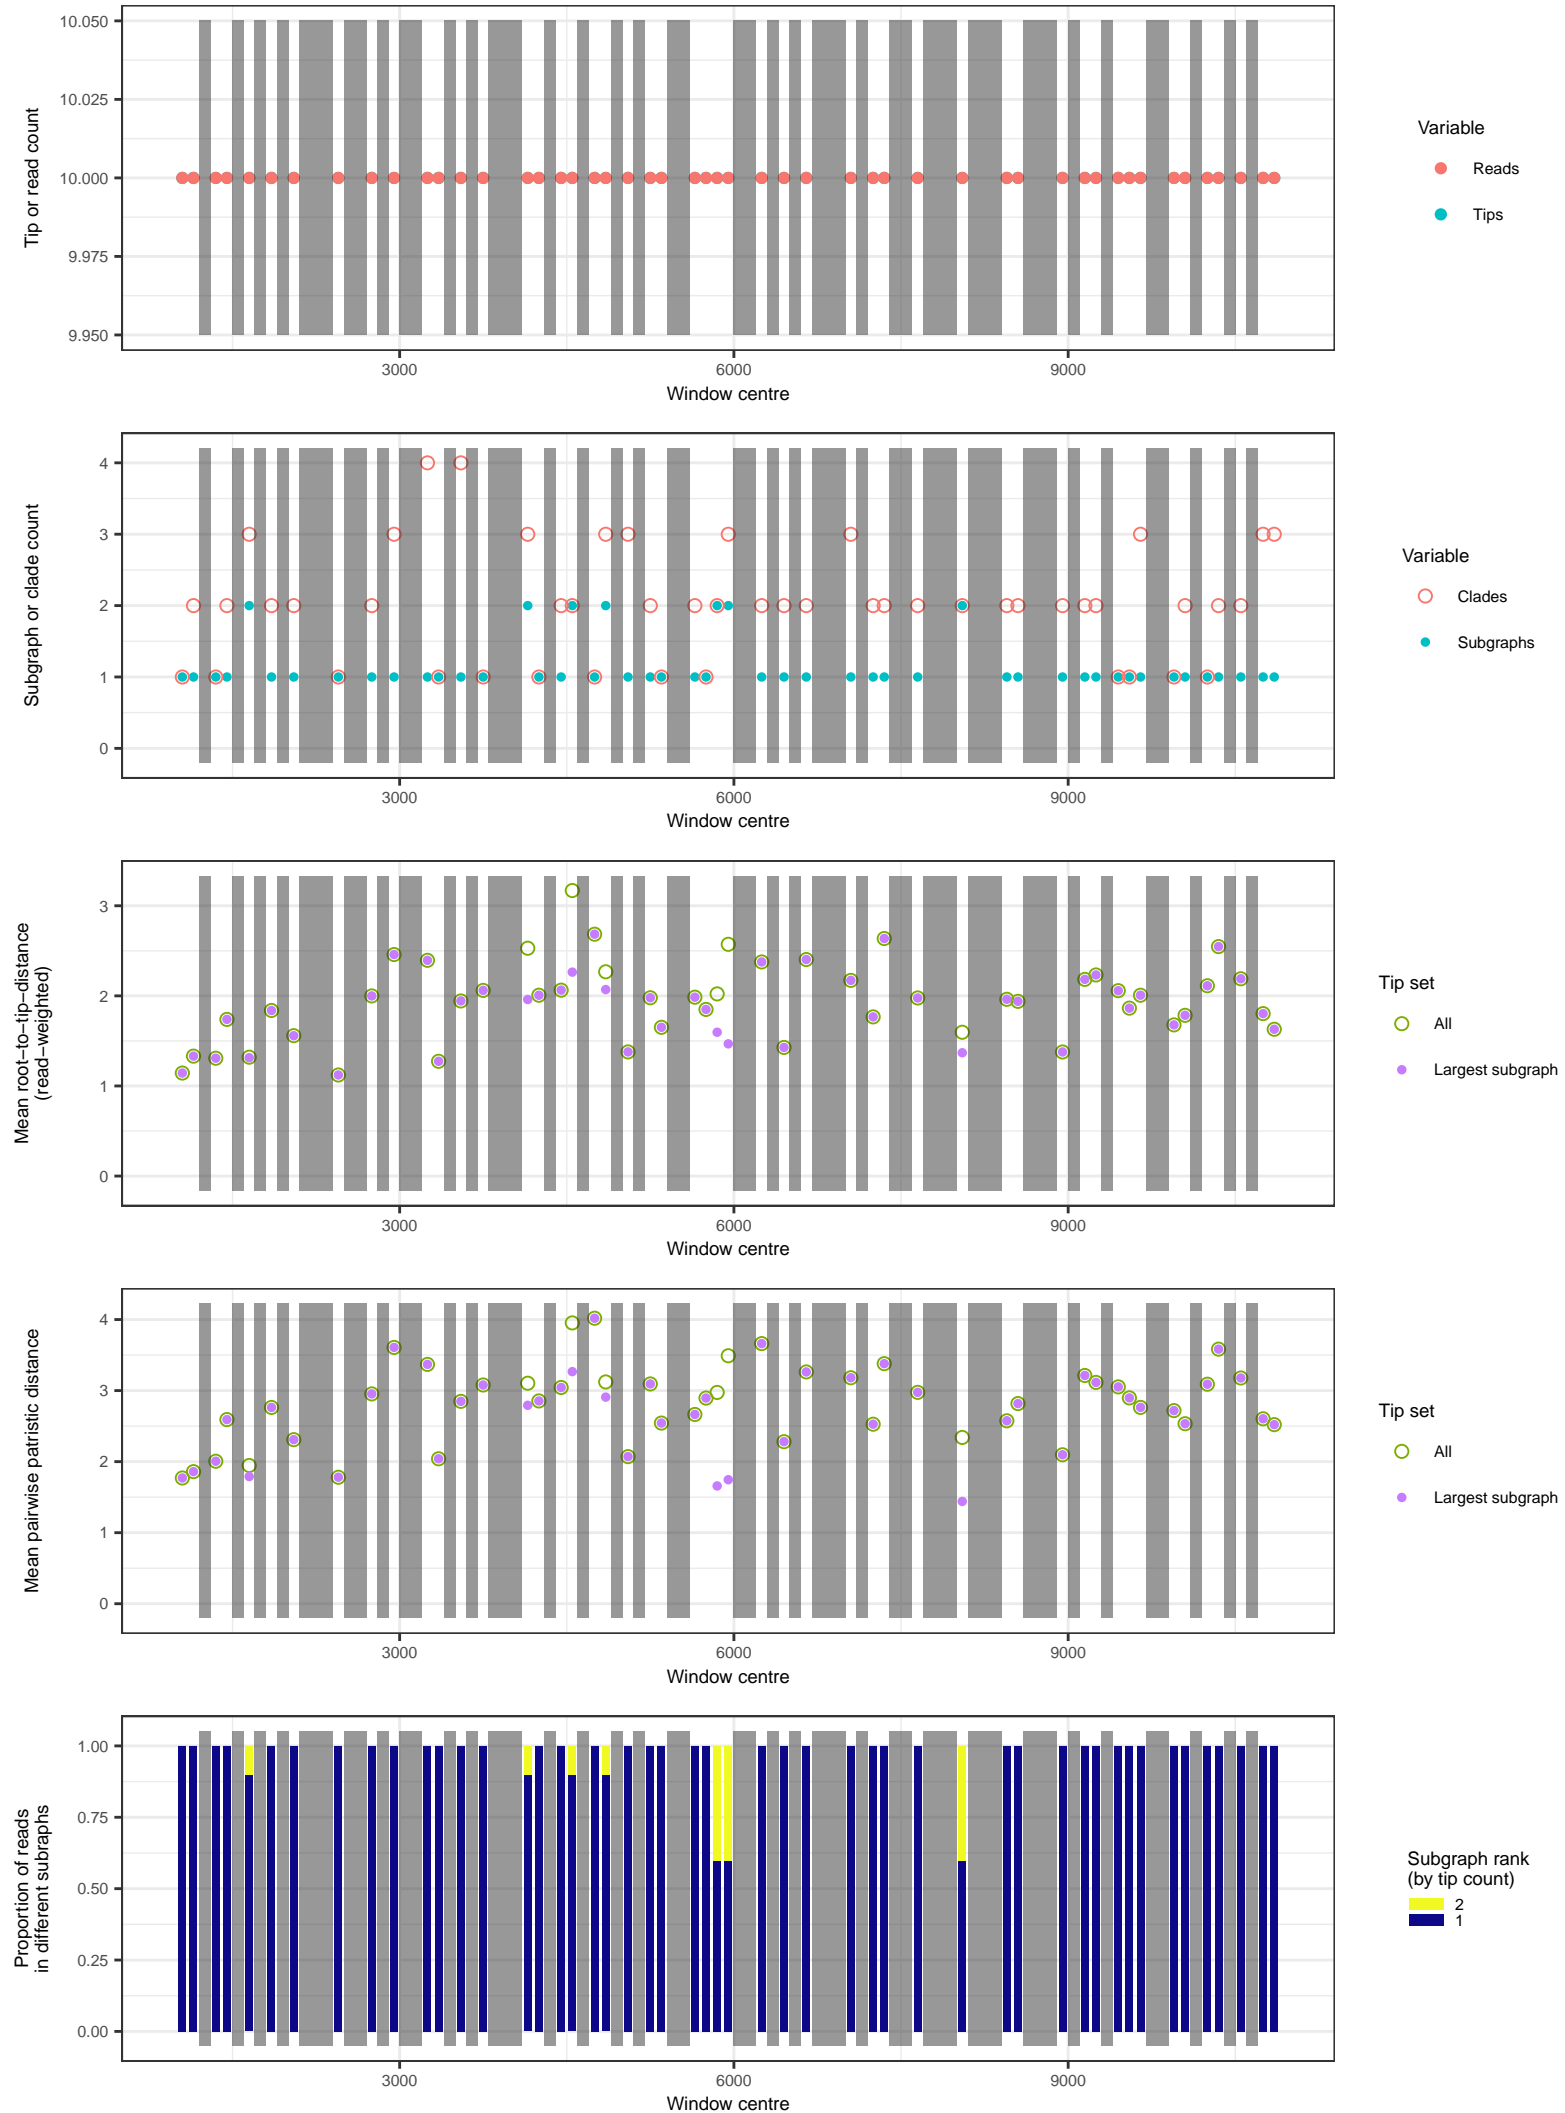 10.050
10.025
10.000
9.975
9.950
Tip or read count
3000 6000 9000
Window centre
Variable
Reads
Tips
4
3
2
1
0
Subgraph or clade count
3000 6000 9000
Window centre
Variable
Clades
Subgraphs
3
2
1
0
Mean root−to−tip−distance
(read−weighted)
3000 6000 9000
Window centre
Tip set
All
Largest subgraph
4
3
2
1
0
Mean pairwise patristic distance
3000 6000 9000
Window centre
Tip set
All
Largest subgraph
1.00
0.75
0.50
0.25
0.00
Proportion of reads
in different subraphs
3000 6000 9000
Window centre
Subgraph rank
(by tip count)
2
1